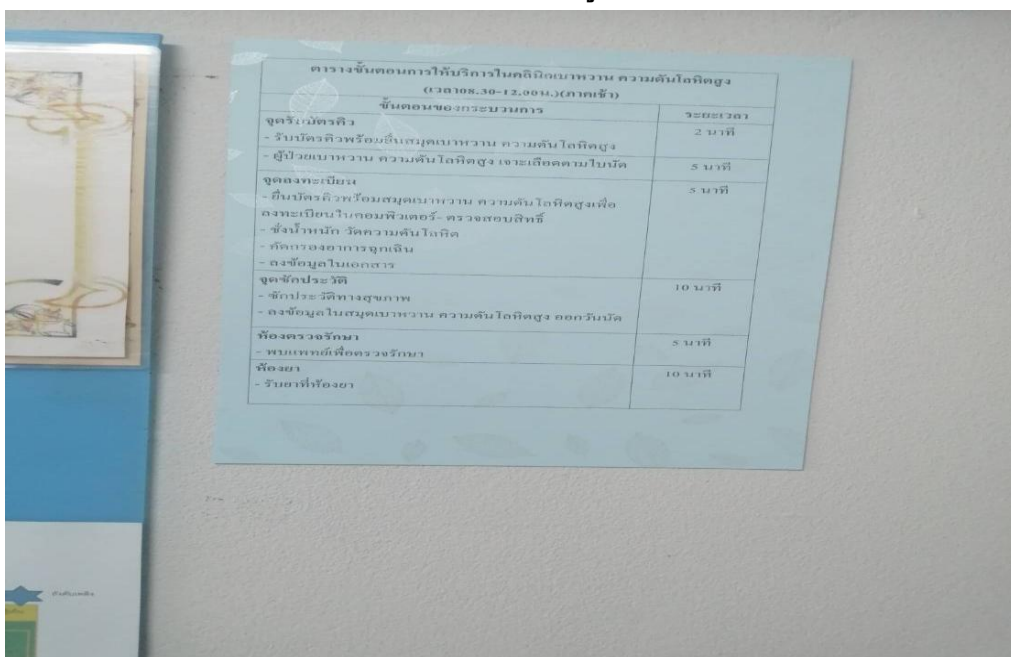 ตารางขั้นตอนการให้บริการในคลินิกเบาหวาน ความดันโลหิตสูง
(เวลา08.30-12.00น.)(ภาคเช้า)
ขั้นตอนของกระบวนการ ระยะเวลา
จุดรับบัตรคิว 2 นาที
- รับบัตรคิวพร้อมยื่นสมุดเบาหวาน ความดันโลหิตสูง
- ผู้ป่วยเบาหวาน ความดันโลหิตสูง เจาะเลือดตามใบนัด 5 นาที
จุดลงทะเบียน 5 นาที
- ยื่นบัตรคิวพร้อมสมุดเบาหวาน ความดันโลหิตสูงเพื่อ
ลงทะเบียนในคอมพิวเตอร์- ตรวจสอบสิทธิ์
- ชั่งน้ำหนัก วัดความดันโลหิต
- คัดกรองอาการฉุกเฉิน
- ลงข้อมูลในเอกสาร
จุดซักประวัติ 10 นาที
- ซักประวัติทางสุขภาพ
- ลงข้อมูลในสมุดเบาหวาน ความดันโลหิตสูง ออกวันนัด
ห้องตรวจรักษา 5 นาที
- พบแพทย์เพื่อตรวจรักษา
ห้องยา 10 นาที
- รับยาที่ห้องยา